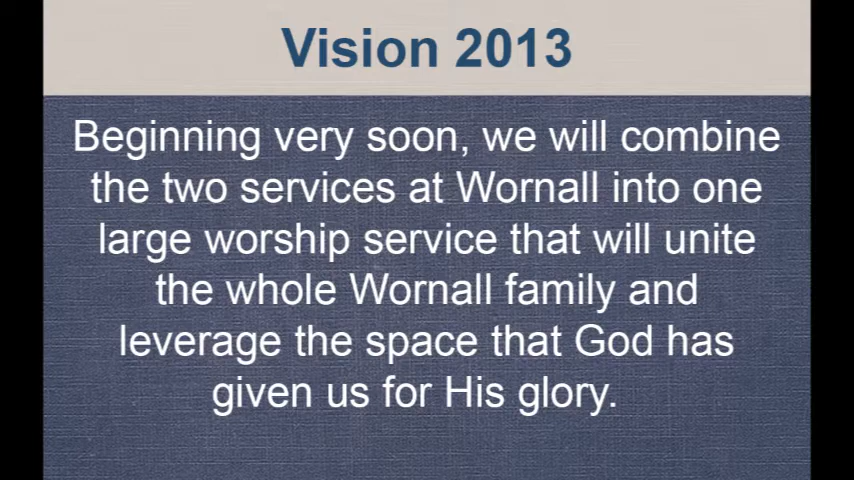 Vision 2013
Beginning very soon, we will combine
the two services at Wornall into one
large worship service that will unite
the whole Wornall family and
leverage the space that God has
given us for His glory.